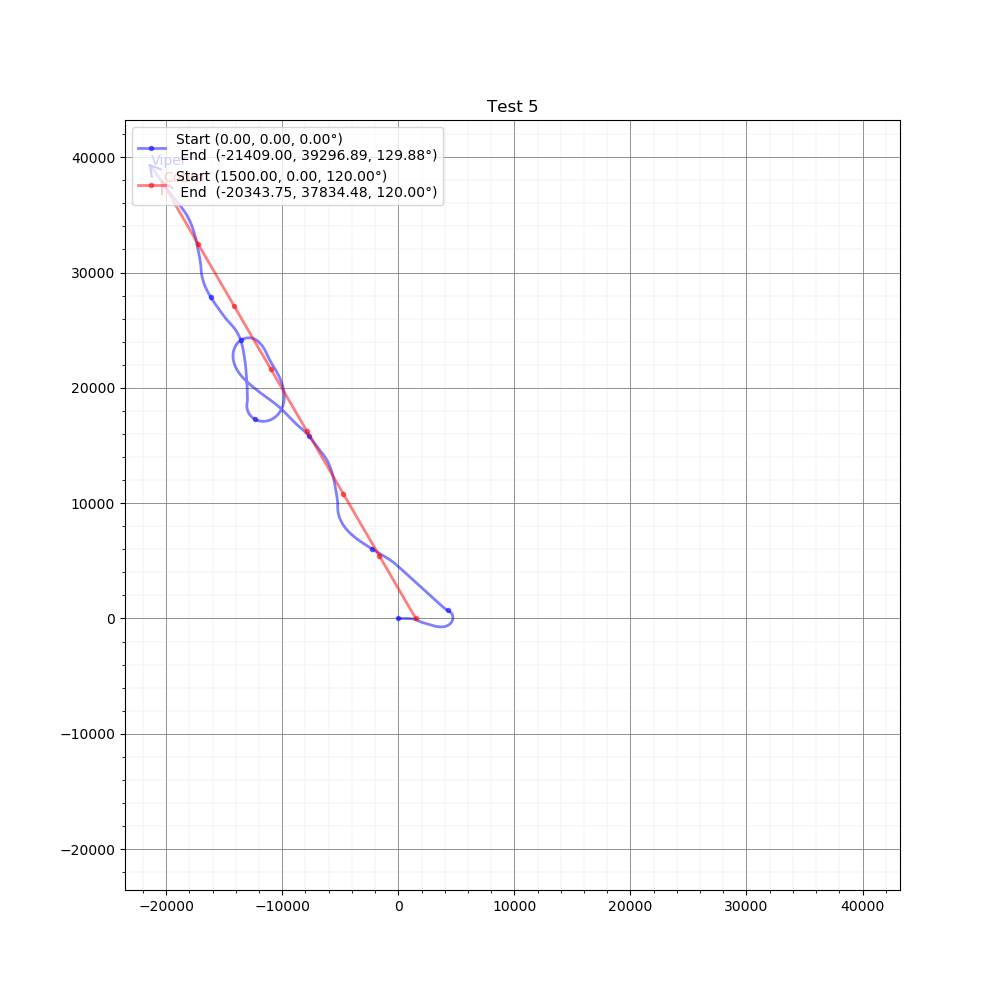 Test 5
Start (0.00, 0.00, 0.00°)
End  (-21409.00, 39296.89, 129.88°)
Start (1500.00, 0.00, 120.00°)
End  (-20343.75, 37834.48, 120.00°)
Viper
40000
30000
20000
10000
0
−10000
−20000
−20000 −10000 0 10000 20000 30000 40000